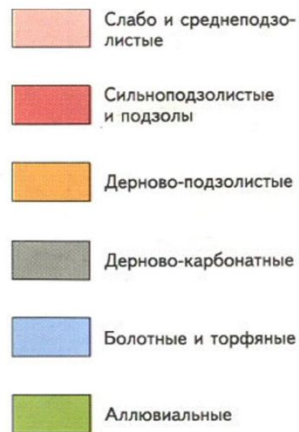 Слабо и среднеподзо-
листые
Сильноподзолистые
и подзолы
Дерново-подзолистые
Дерново-карбонатные
Болотные и торфяные
Аллювиальные